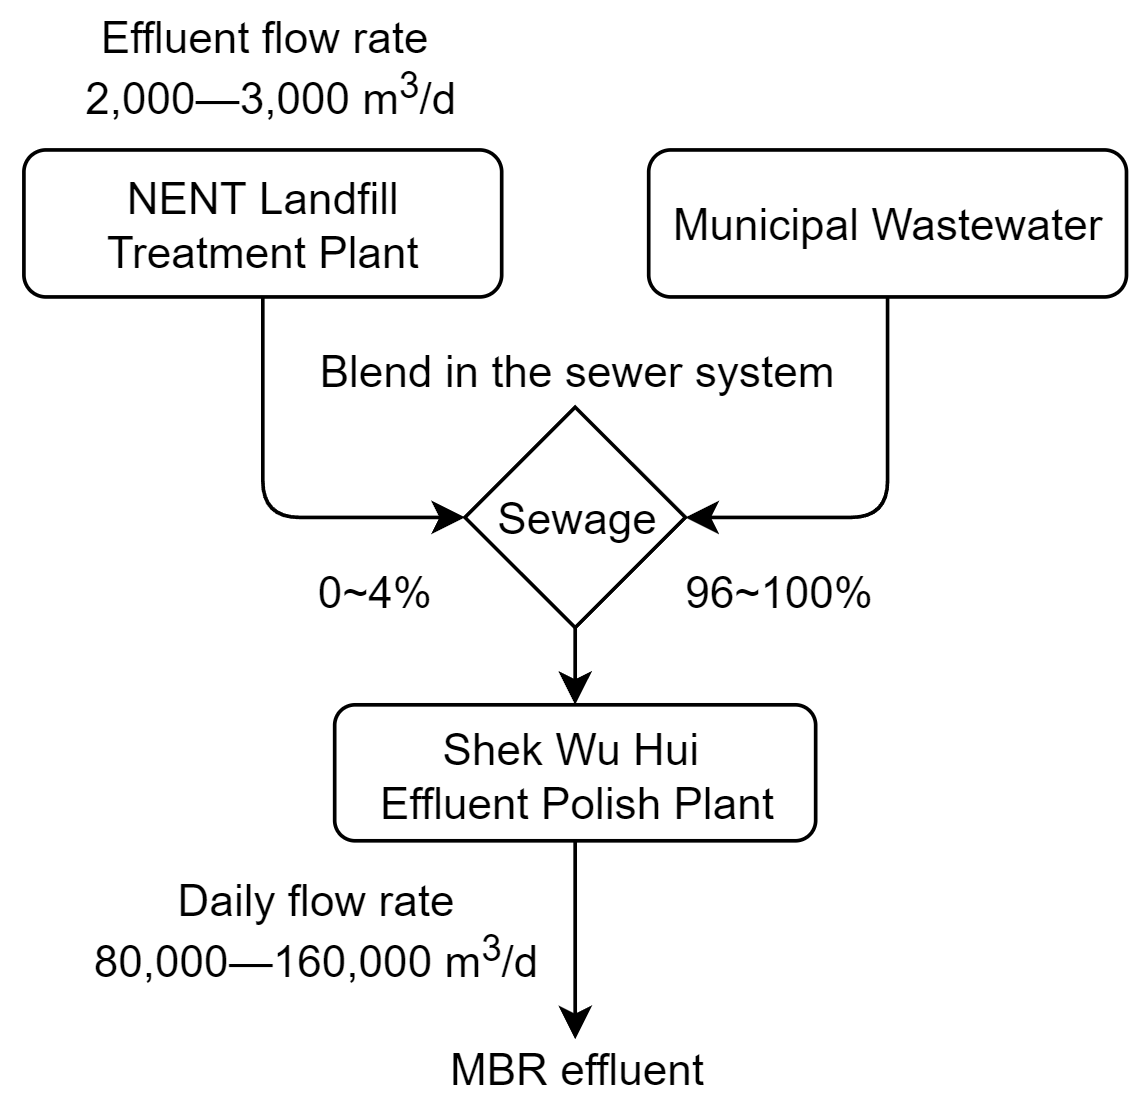 Effluent flow rate
2,000—3,000 m³/d
NENT Landfill
Treatment Plant
Municipal Wastewater
Blend in the sewer system
Sewage
0~4%
96~100%
Shek Wu Hui
Effluent Polish Plant
Daily flow rate
80,000—160,000 m³/d
MBR effluent